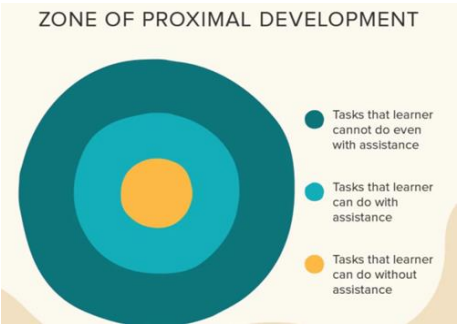 ZONE OF PROXIMAL DEVELOPMENT
Tasks that learner
cannot do even
with assistance
Tasks that learner
can do with
assistance
Tasks that learner
can do without
assistance